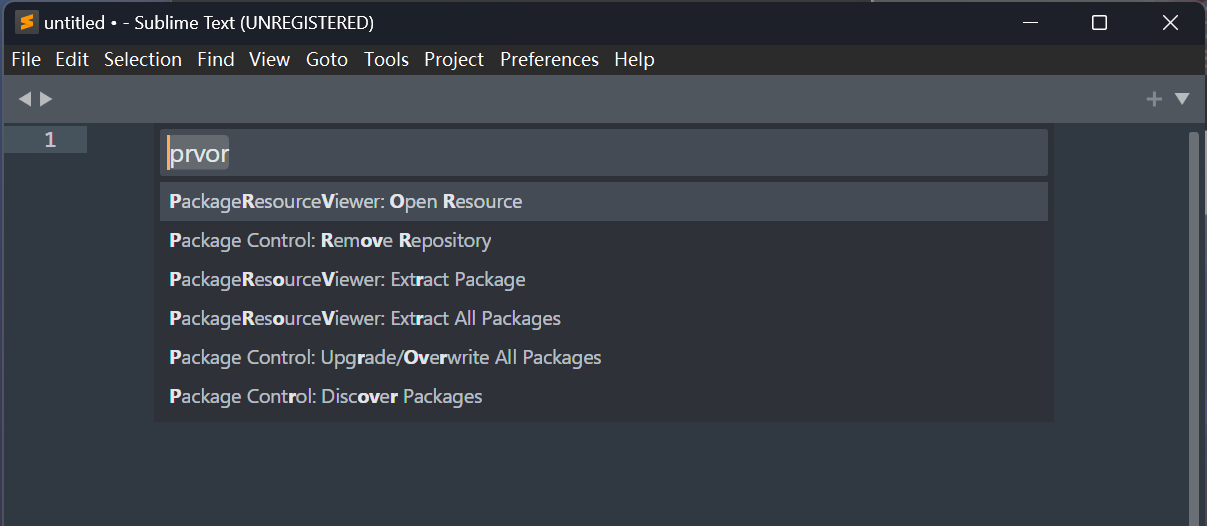 untitled • - Sublime Text (UNREGISTERED)
File Edit Selection Find View Goto Tools Project Preferences Help
1
prvor
PackageResourceViewer: Open Resource
Package Control: Remove Repository
PackageResourceViewer: Extract Package
PackageResourceViewer: Extract All Packages
Package Control: Upgrade/Overwrite All Packages
Package Control: Discover Packages